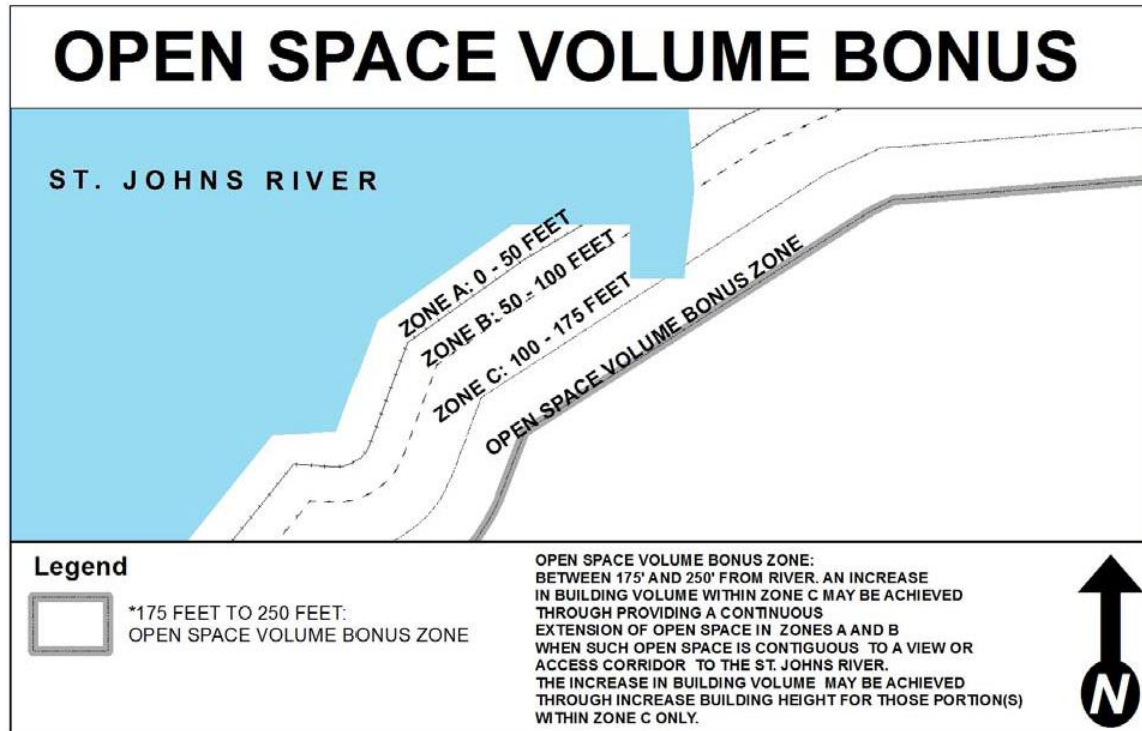 OPEN SPACE VOLUME BONUS
ST. JOHNS RIVER
ZONE A: 0 - 50 FEET
ZONE B: 50 - 100 FEET
ZONE C: 100 - 175 FEET
OPEN SPACE VOLUME BONUS ZONE
Legend
*175 FEET TO 250 FEET:
OPEN SPACE VOLUME BONUS ZONE
OPEN SPACE VOLUME BONUS ZONE:
BETWEEN 175' AND 250' FROM RIVER. AN INCREASE
IN BUILDING VOLUME WITHIN ZONE C MAY BE ACHIEVED
THROUGH PROVIDING A CONTINUOUS
EXTENSION OF OPEN SPACE IN ZONES A AND B
WHEN SUCH OPEN SPACE IS CONTIGUOUS TO A VIEW OR
ACCESS CORRIDOR TO THE ST. JOHNS RIVER.
THE INCREASE IN BUILDING VOLUME MAY BE ACHIEVED
THROUGH INCREASE BUILDING HEIGHT FOR THOSE PORTION(S)
WITHIN ZONE C ONLY.
N